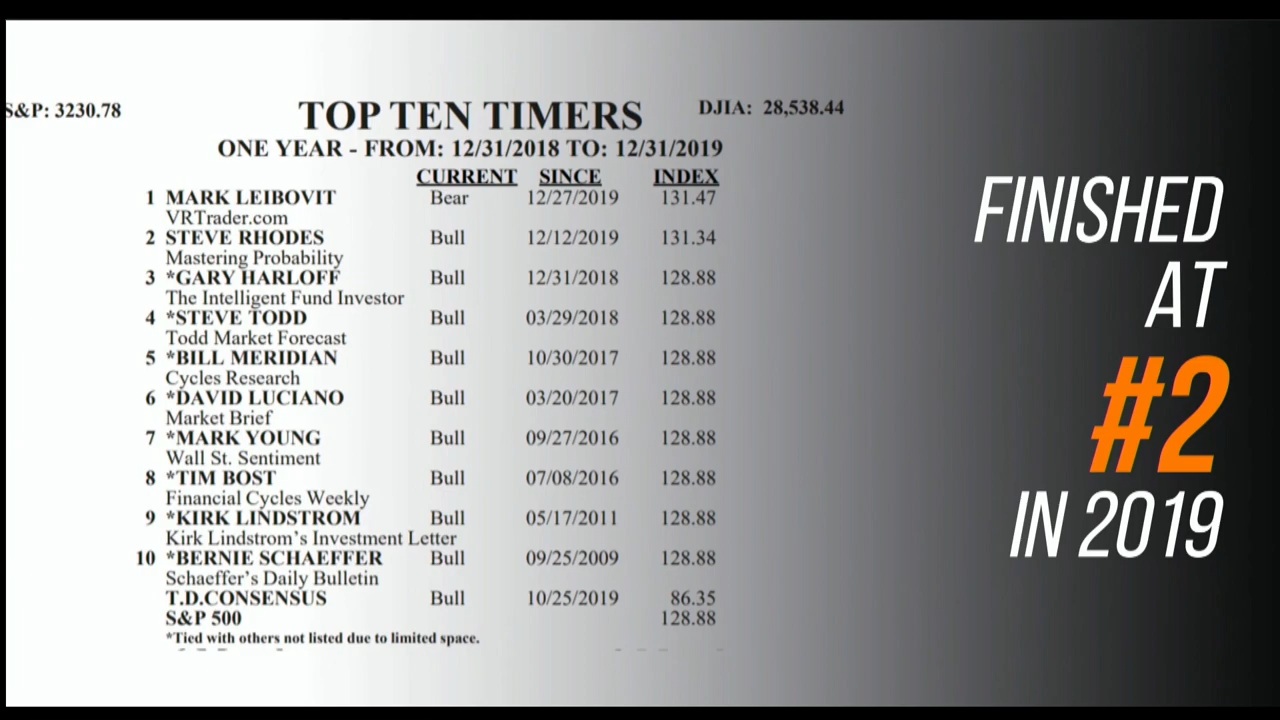 S&P: 3230.78
TOP TEN TIMERS
DJIA: 28,538.44
ONE YEAR - FROM: 12/31/2018 TO: 12/31/2019
CURRENT SINCE INDEX
1 MARK LEIBOVIT Bear 12/27/2019 131.47
VRTrader.com
2 STEVE RHODES Bull 12/12/2019 131.34
Mastering Probability
3 *GARY HARLOFF Bull 12/31/2018 128.88
The Intelligent Fund Investor
4 *STEVE TODD Bull 03/29/2018 128.88
Todd Market Forecast
5 *BILL MERIDIAN Bull 10/30/2017 128.88
Cycles Research
6 *DAVID LUCIANO Bull 03/20/2017 128.88
Market Brief
7 *MARK YOUNG Bull 09/27/2016 128.88
Wall St. Sentiment
8 *TIM BOST Bull 07/08/2016 128.88
Financial Cycles Weekly
9 *KIRK LINDSTROM Bull 05/17/2011 128.88
Kirk Lindstrom's Investment Letter
10 *BERNIE SCHAEFFER Bull 09/25/2009 128.88
Schaeffer's Daily Bulletin
T.D.CONSENSUS Bull 10/25/2019 86.35
S&P 500 128.88
*Tied with others not listed due to limited space.
FINISHED
AT
#2
IN 2019